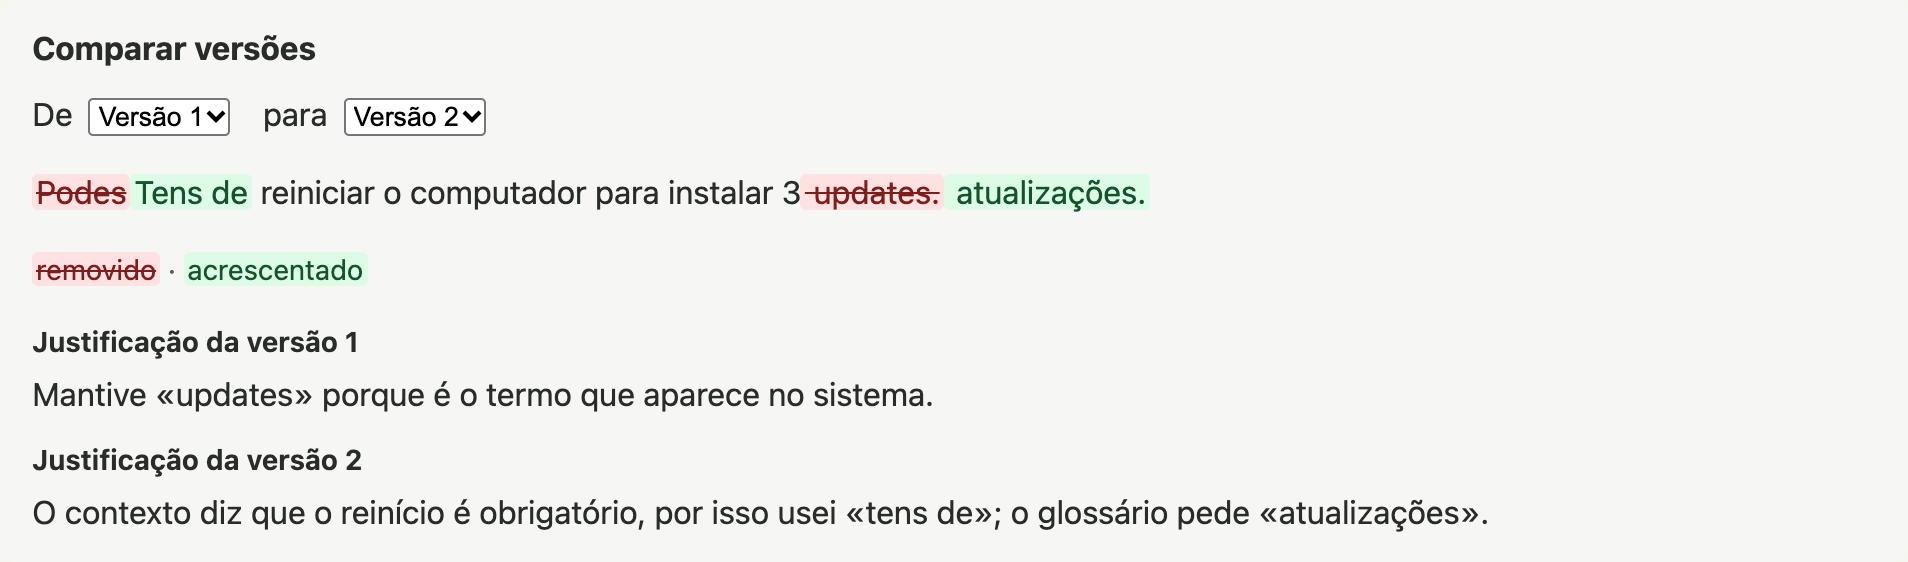 Comparar versões
De Versão 1 para Versão 2
Podes Tens de reiniciar o computador para instalar 3 updates. atualizações.
removido · acrescentado
Justificação da versão 1
Mantive «updates» porque é o termo que aparece no sistema.
Justificação da versão 2
O contexto diz que o reinício é obrigatório, por isso usei «tens de»; o glossário pede «atualizações».